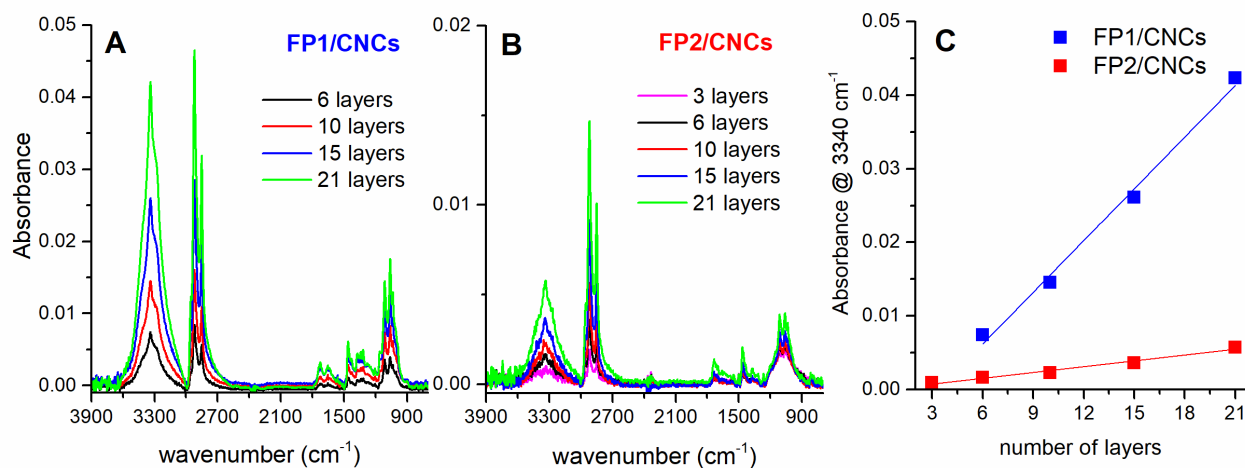 A
FP1/CNCs
6 layers
10 layers
15 layers
21 layers
Absorbance
0.05
0.04
0.03
0.02
0.01
0.00
3900 3300 2700 2100 1500 900
wavenumber (cm⁻¹)
B
FP2/CNCs
3 layers
6 layers
10 layers
15 layers
21 layers
0.02
0.01
0.00
3900 3300 2700 2100 1500 900
wavenumber (cm⁻¹)
C
FP1/CNCs
FP2/CNCs
Absorbance @ 3340 cm⁻¹
0.05
0.04
0.03
0.02
0.01
0.00
3 6 9 12 15 18 21
number of layers